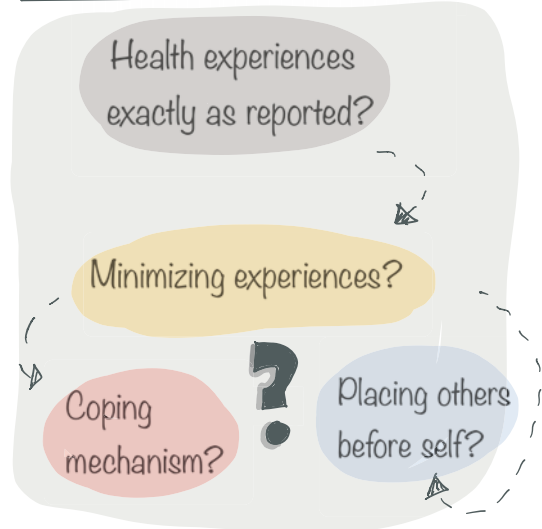 Health experiences
exactly as reported?
Minimizing experiences?
?
Coping
mechanism?
Placing others
before self?